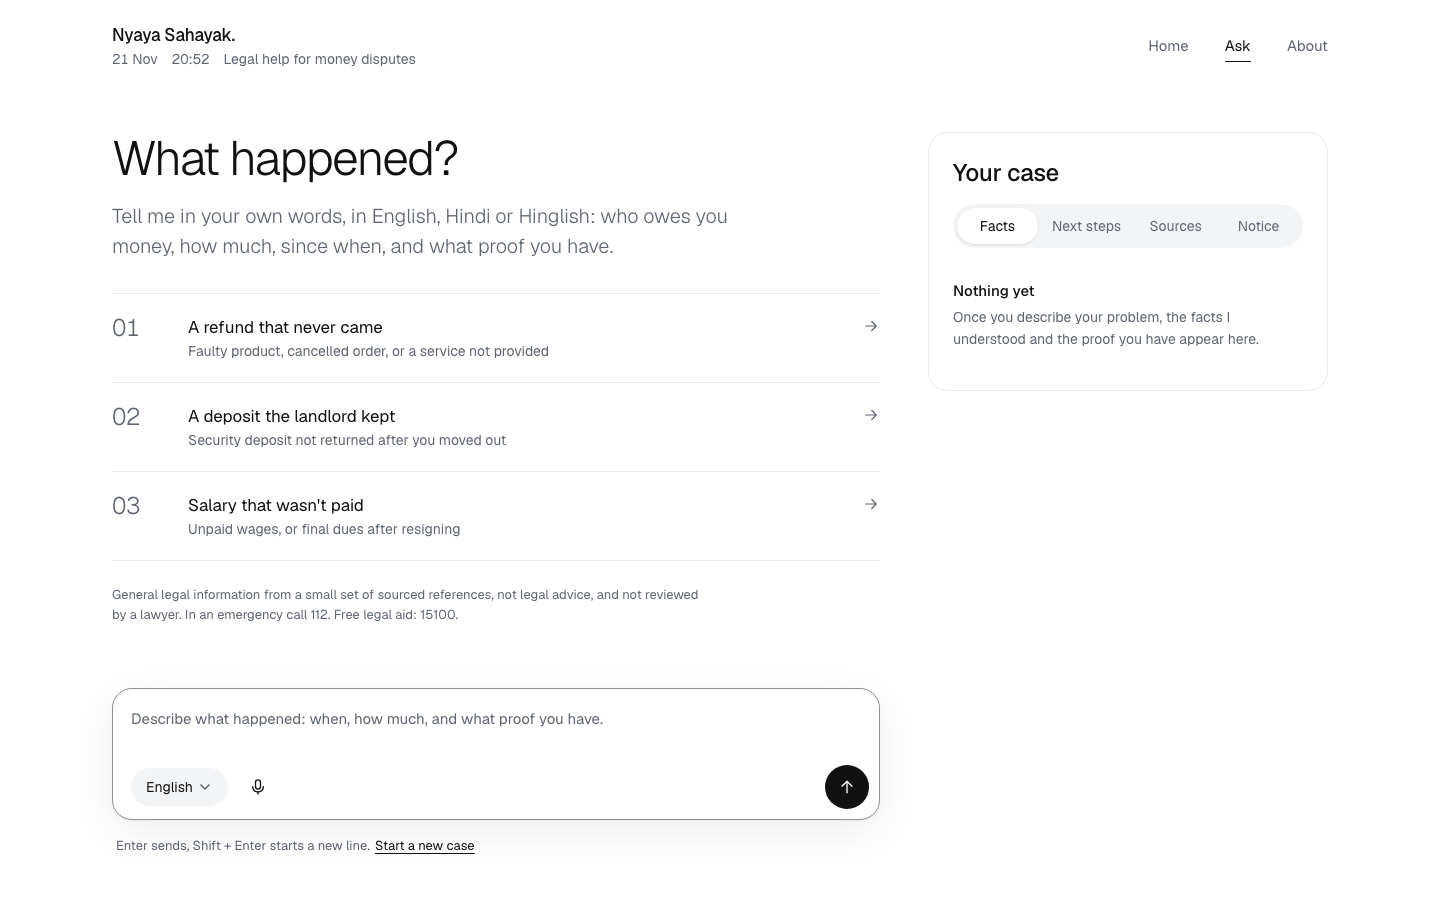 Nyaya Sahayak.
21 Nov 20:52 Legal help for money disputes
Home Ask About
What happened?
Tell me in your own words, in English, Hindi or Hinglish: who owes you
money, how much, since when, and what proof you have.
01 A refund that never came
Faulty product, cancelled order, or a service not provided
02 A deposit the landlord kept
Security deposit not returned after you moved out
03 Salary that wasn't paid
Unpaid wages, or final dues after resigning
General legal information from a small set of sourced references, not legal advice, and not reviewed
by a lawyer. In an emergency call 112. Free legal aid: 15100.
Describe what happened: when, how much, and what proof you have.
English
Enter sends, Shift + Enter starts a new line. Start a new case
Your case
Facts Next steps Sources Notice
Nothing yet
Once you describe your problem, the facts I
understood and the proof you have appear here.